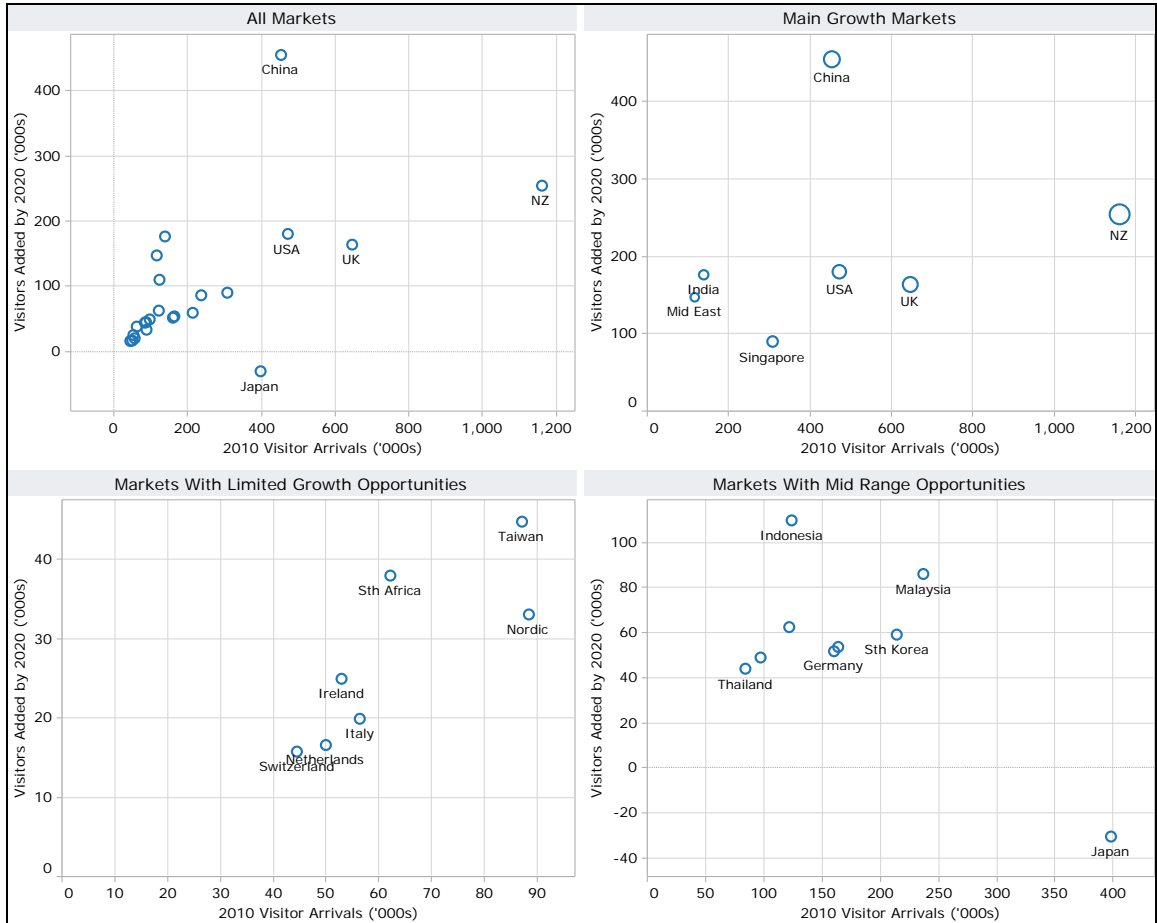 All Markets
Visitors Added by 2020 ('000s)
400
300
200
100
0
China
NZ
USA
UK
Japan
0 200 400 600 800 1,000 1,200
2010 Visitor Arrivals ('000s)
Main Growth Markets
Visitors Added by 2020 ('000s)
400
300
200
100
0
China
NZ
India
USA
UK
Mid East
Singapore
0 200 400 600 800 1,000 1,200
2010 Visitor Arrivals ('000s)
Markets With Limited Growth Opportunities
Visitors Added by 2020 ('000s)
40
30
20
10
0
Taiwan
Sth Africa
Nordic
Ireland
Italy
Netherlands
Switzerland
0 10 20 30 40 50 60 70 80 90
2010 Visitor Arrivals ('000s)
Markets With Mid Range Opportunities
Visitors Added by 2020 ('000s)
100
80
60
40
20
0
-20
-40
Indonesia
Malaysia
Sth Korea
Germany
Thailand
Japan
0 50 100 150 200 250 300 350 400
2010 Visitor Arrivals ('000s)